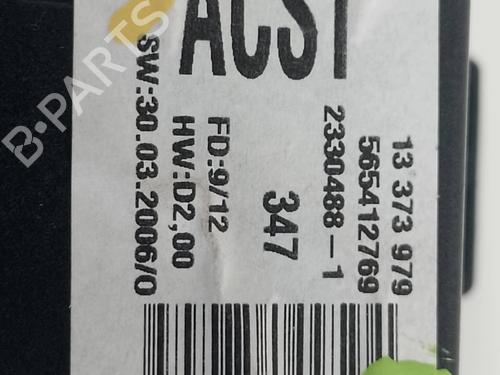 ACST
13 373 979
565412769
2330488-1
347
FD:9/12
HW:D2,00
SW:30.03.2006/0
B-PARTS